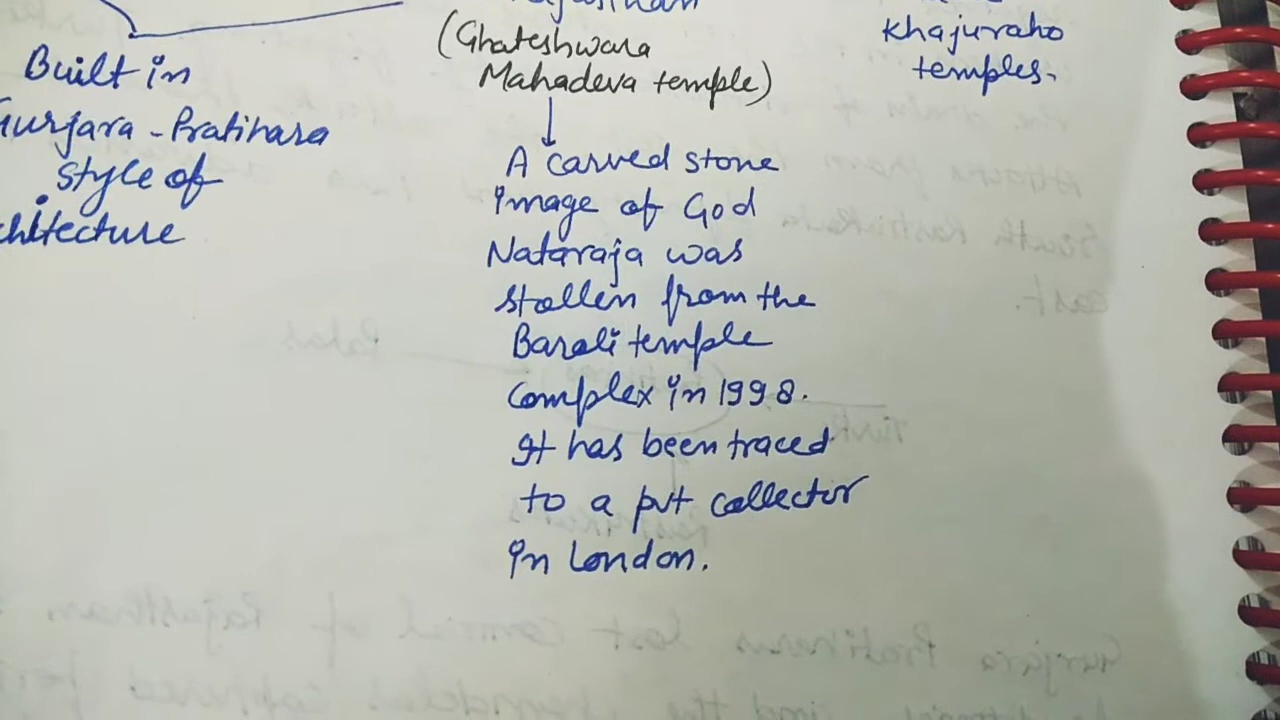 Built in
Gurjara-Pratihara
style of
chitecture
Rajasthan
(Ghateshwara
Mahadeva temple)
A carved stone
image of God
Nataraja was
stollen from the
Baroli temple
complex in 1998.
It has been traced
to a pvt collector
in London.
Khajuraho
temples.